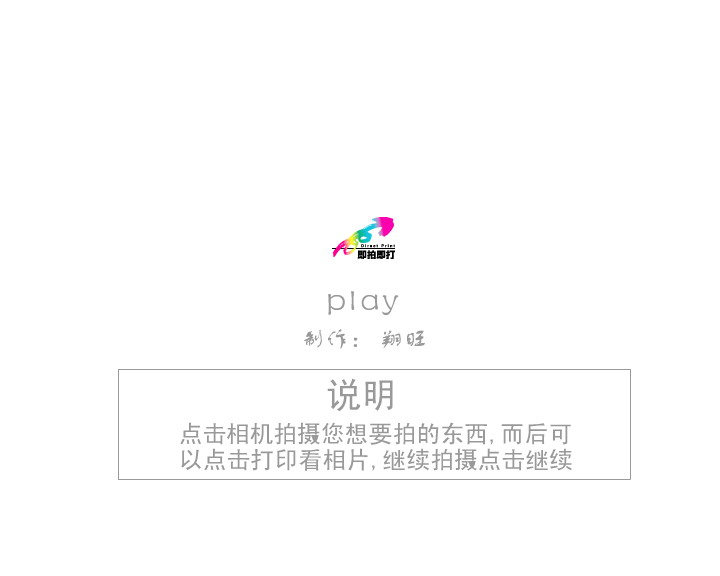 Direct Print
即拍即打
play
制作： 翔旺
说明
点击相机拍摄您想要拍的东西,而后可
以点击打印看相片,继续拍摄点击继续